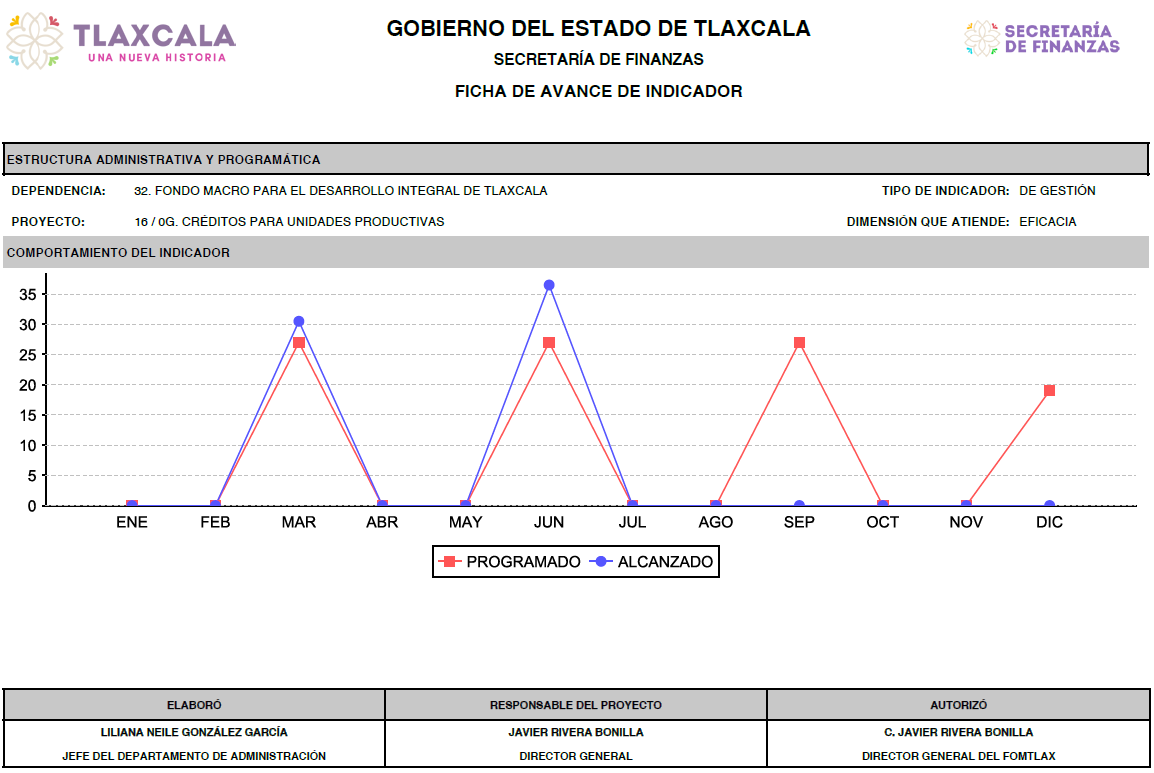 TLAXCALA
UNA NUEVA HISTORIA
GOBIERNO DEL ESTADO DE TLAXCALA
SECRETARÍA DE FINANZAS
FICHA DE AVANCE DE INDICADOR
SECRETARÍA
DE FINANZAS
ESTRUCTURA ADMINISTRATIVA Y PROGRAMÁTICA
DEPENDENCIA: 32. FONDO MACRO PARA EL DESARROLLO INTEGRAL DE TLAXCALA TIPO DE INDICADOR: DE GESTIÓN
PROYECTO: 16 / 0G. CRÉDITOS PARA UNIDADES PRODUCTIVAS DIMENSIÓN QUE ATIENDE: EFICACIA
COMPORTAMIENTO DEL INDICADOR
35
30
25
20
15
10
5
0
ENE FEB MAR ABR MAY JUN JUL AGO SEP OCT NOV DIC
PROGRAMADO ALCANZADO
ELABORÓ RESPONSABLE DEL PROYECTO AUTORIZÓ
LILIANA NEILE GONZÁLEZ GARCÍA JAVIER RIVERA BONILLA C. JAVIER RIVERA BONILLA
JEFE DEL DEPARTAMENTO DE ADMINISTRACIÓN DIRECTOR GENERAL DIRECTOR GENERAL DEL FOMTLAX